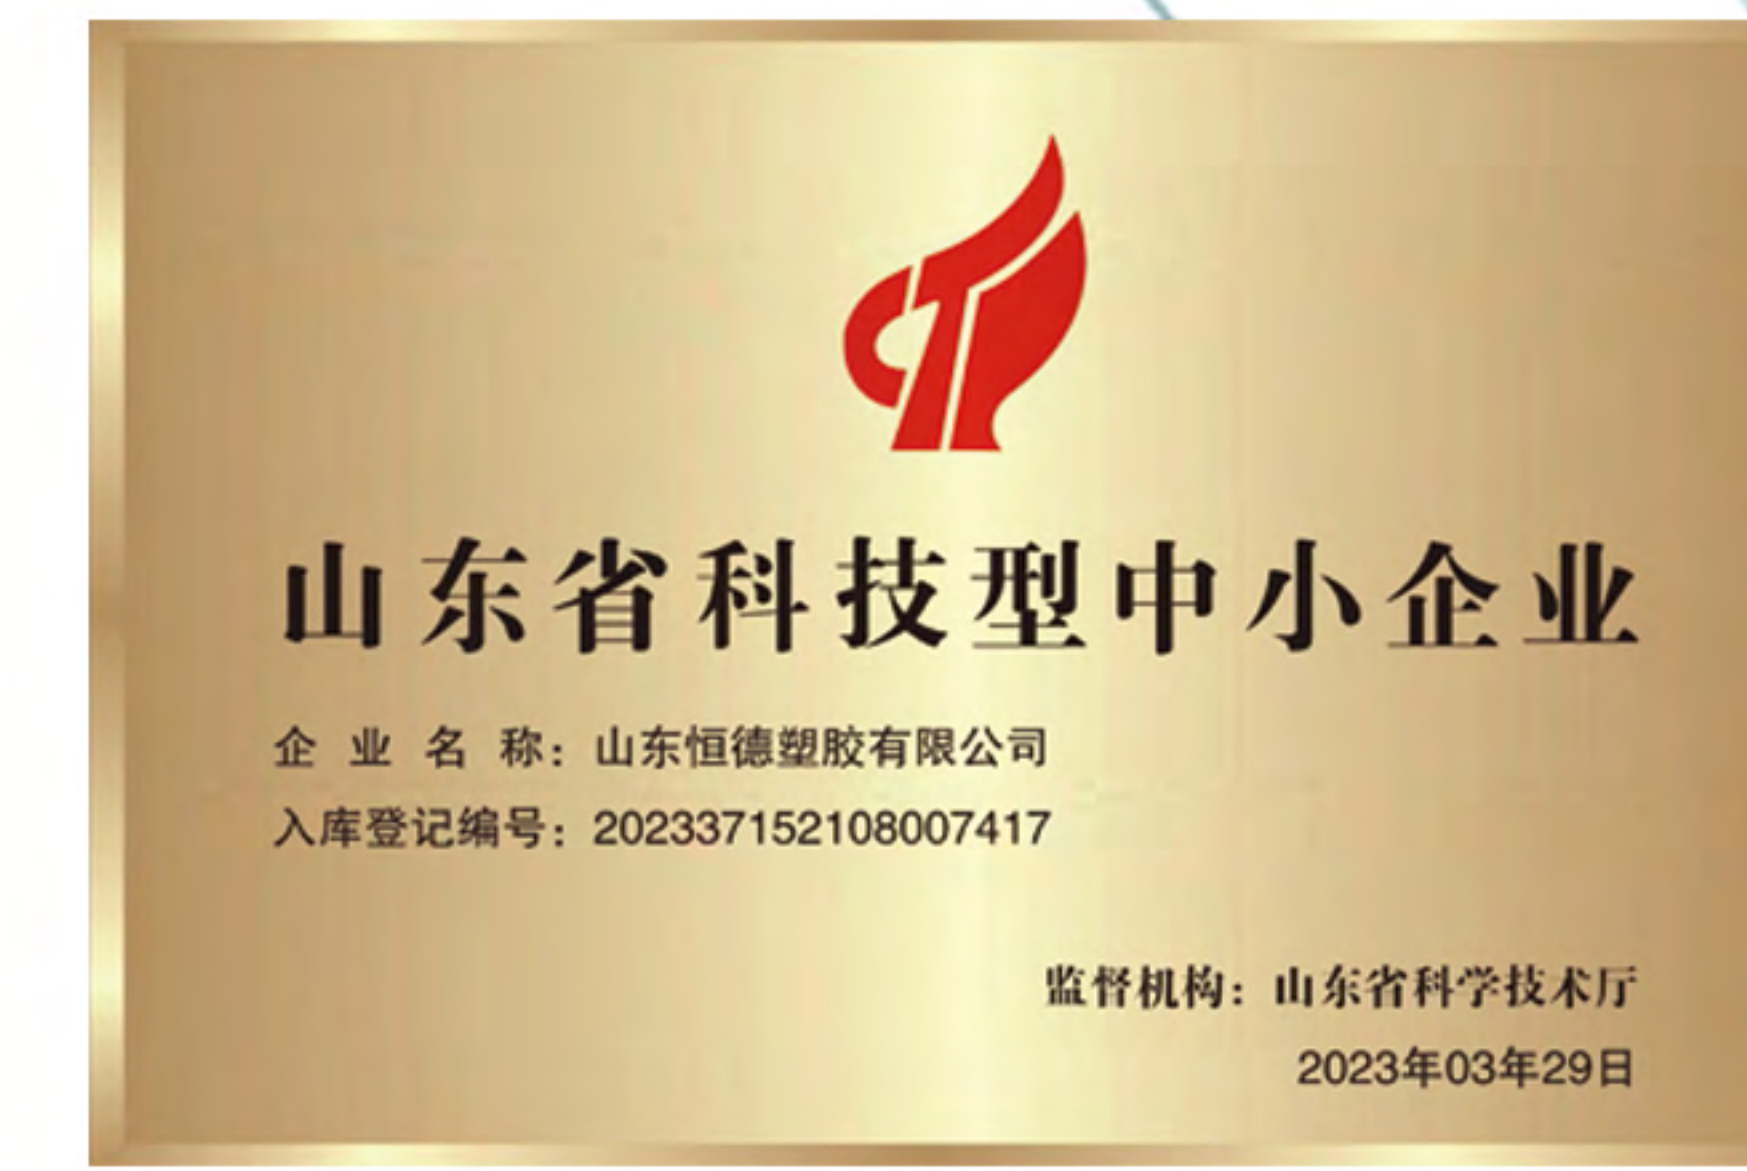 山东省科技型中小企业
企业名称：山东恒德塑胶有限公司
入库登记编号：202337152108007417
监督机构：山东省科学技术厅
2023年03年29日